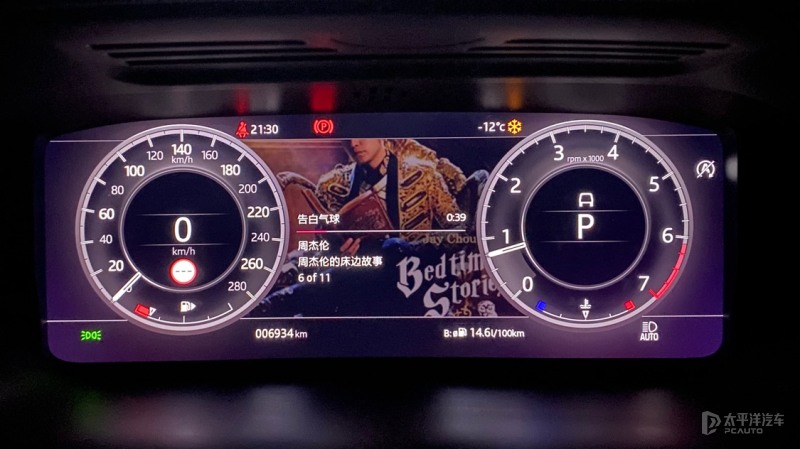 21:30
-12°c
120 140 160
100 km/h 180
80 200
60 220
40 240
20 260
280
0
km/h
---
告白气球 0:39
周杰伦
周杰伦的床边故事
6 of 11
Jay Chou
Bedtime
Stories
3 rpm x 1000 4
2 5
1 6
0 7
P
A
006934 km
B:ø 14.6l/100km
AUTO
太平洋汽车
PCAUTO